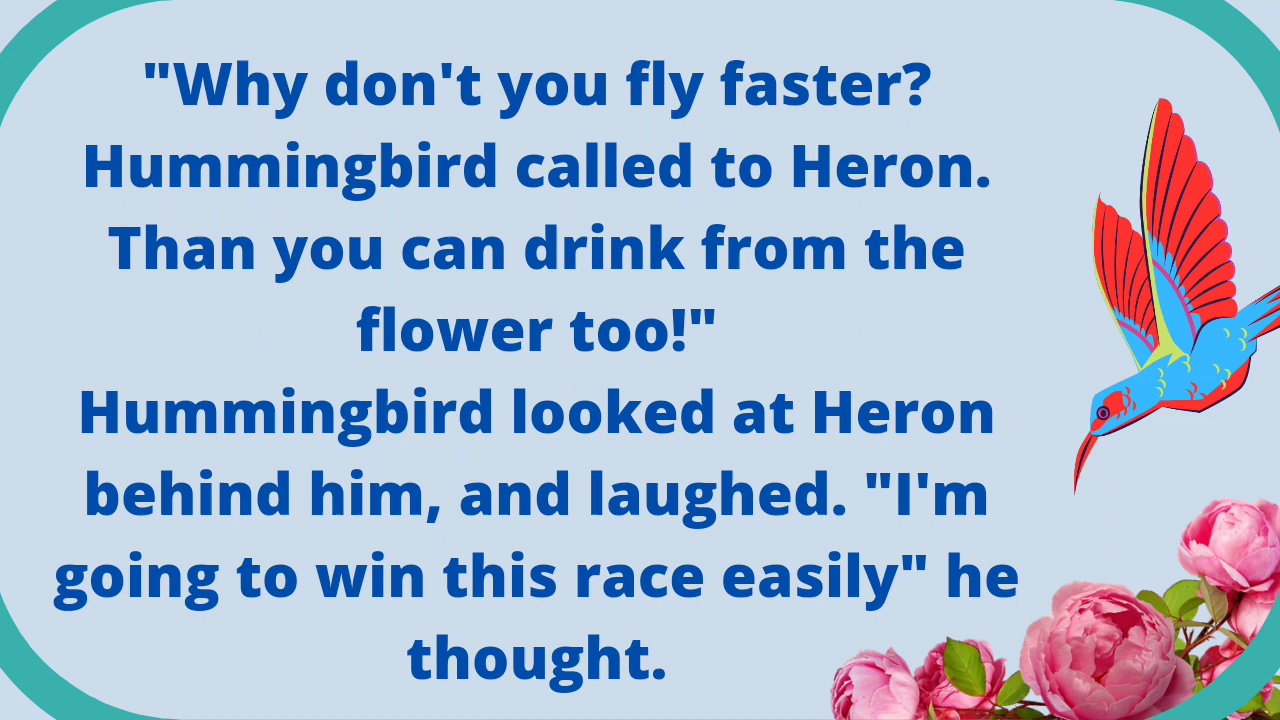 "Why don't you fly faster?
Hummingbird called to Heron.
Than you can drink from the
flower too!"
Hummingbird looked at Heron
behind him, and laughed. "I'm
going to win this race easily" he
thought.